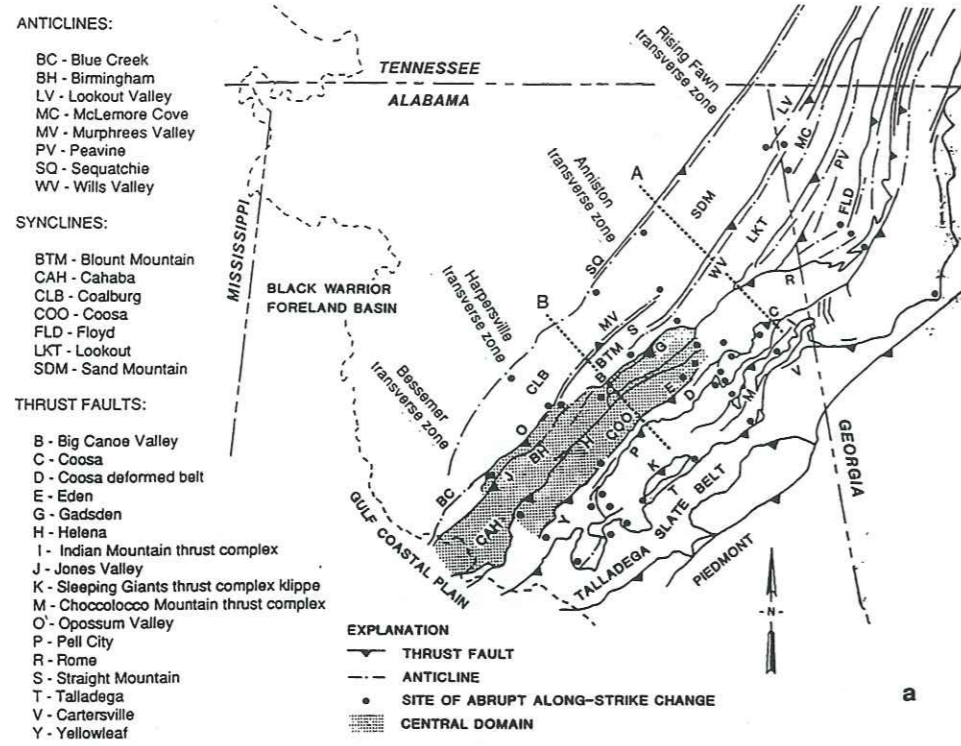 ANTICLINES:
BC - Blue Creek
BH - Birmingham
LV - Lookout Valley
MC - McLemore Cove
MV - Murphrees Valley
PV - Peavine
SQ - Sequatchie
WV - Wills Valley
SYNCLINES:
BTM - Blount Mountain
CAH - Cahaba
CLB - Coalburg
COO - Coosa
FLD - Floyd
LKT - Lookout
SDM - Sand Mountain
THRUST FAULTS:
B - Big Canoe Valley
C - Coosa
D - Coosa deformed belt
E - Eden
G - Gadsden
H - Helena
I - Indian Mountain thrust complex
J - Jones Valley
K - Sleeping Giants thrust complex klippe
M - Choccolocco Mountain thrust complex
O - Opossum Valley
P - Pell City
R - Rome
S - Straight Mountain
T - Talladega
V - Cartersville
Y - Yellowleaf
TENNESSEE
ALABAMA
MISSISSIPPI
GEORGIA
BLACK WARRIOR
FORELAND BASIN
Rising Fawn
transverse zone
Anniston
transverse zone
Harpersville
transverse zone
Bessemer
transverse zone
A
B
LV
MC
PV
FLD
SDM
LKT
WV
SQ
R
MV
S
BTM
G
C
I
V
CLB
B
E
D
I
M
O
BH
H
COO
P
K
T
J
BC
CAH
Y
GULF COASTAL PLAIN
TALLADEGA SLATE BELT
PIEDMONT
-N-
EXPLANATION
THRUST FAULT
ANTICLINE
SITE OF ABRUPT ALONG-STRIKE CHANGE
CENTRAL DOMAIN
a